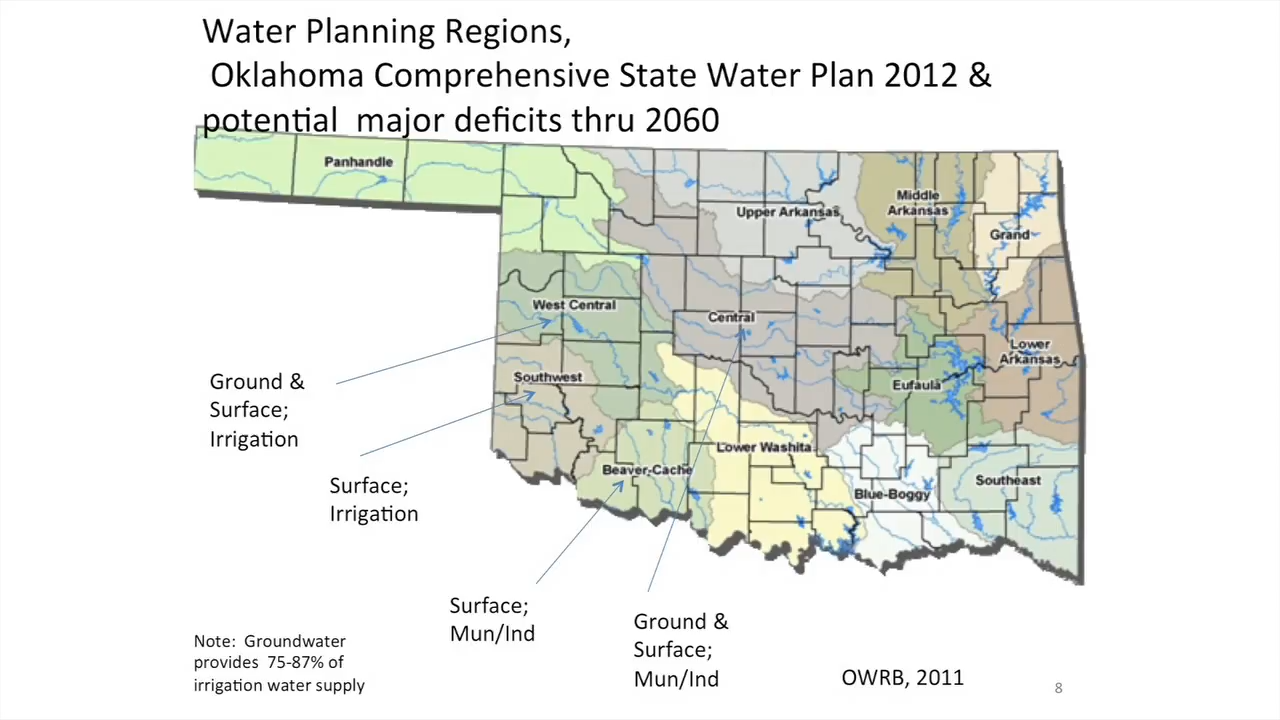 Water Planning Regions,
Oklahoma Comprehensive State Water Plan 2012 &
potential major deficits thru 2060
Panhandle
Upper Arkansas
Middle
Arkansas
Grand
West Central
Central
Lower
Arkansas
Southwest
Eufaula
Lower Washita
Beaver-Cache
Blue-Boggy
Southeast
Ground &
Surface;
Irrigation
Surface;
Irrigation
Surface;
Mun/Ind
Ground &
Surface;
Mun/Ind
Note: Groundwater
provides 75-87% of
irrigation water supply
OWRB, 2011
8